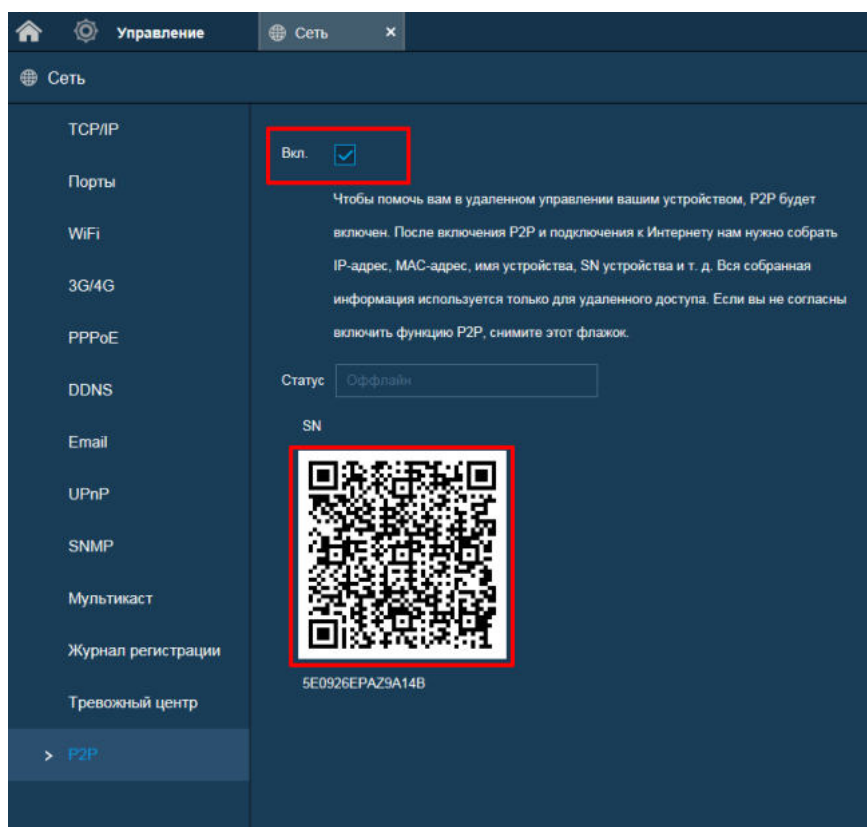 Управление
Сеть
Сеть
TCP/IP
Порты
WiFi
3G/4G
PPPoE
DDNS
Email
UPnP
SNMP
Мультикаст
Журнал регистрации
Тревожный центр
P2P
Вкл.
Чтобы помочь вам в удаленном управлении вашим устройством, P2P будет
включен. После включения P2P и подключения к Интернету нам нужно собрать
IP-адрес, MAC-адрес, имя устройства, SN устройства и т. д. Вся собранная
информация используется только для удаленного доступа. Если вы не согласны
включить функцию P2P, снимите этот флажок.
Статус Оффлайн
SN
5E0926EPAZ9A14B